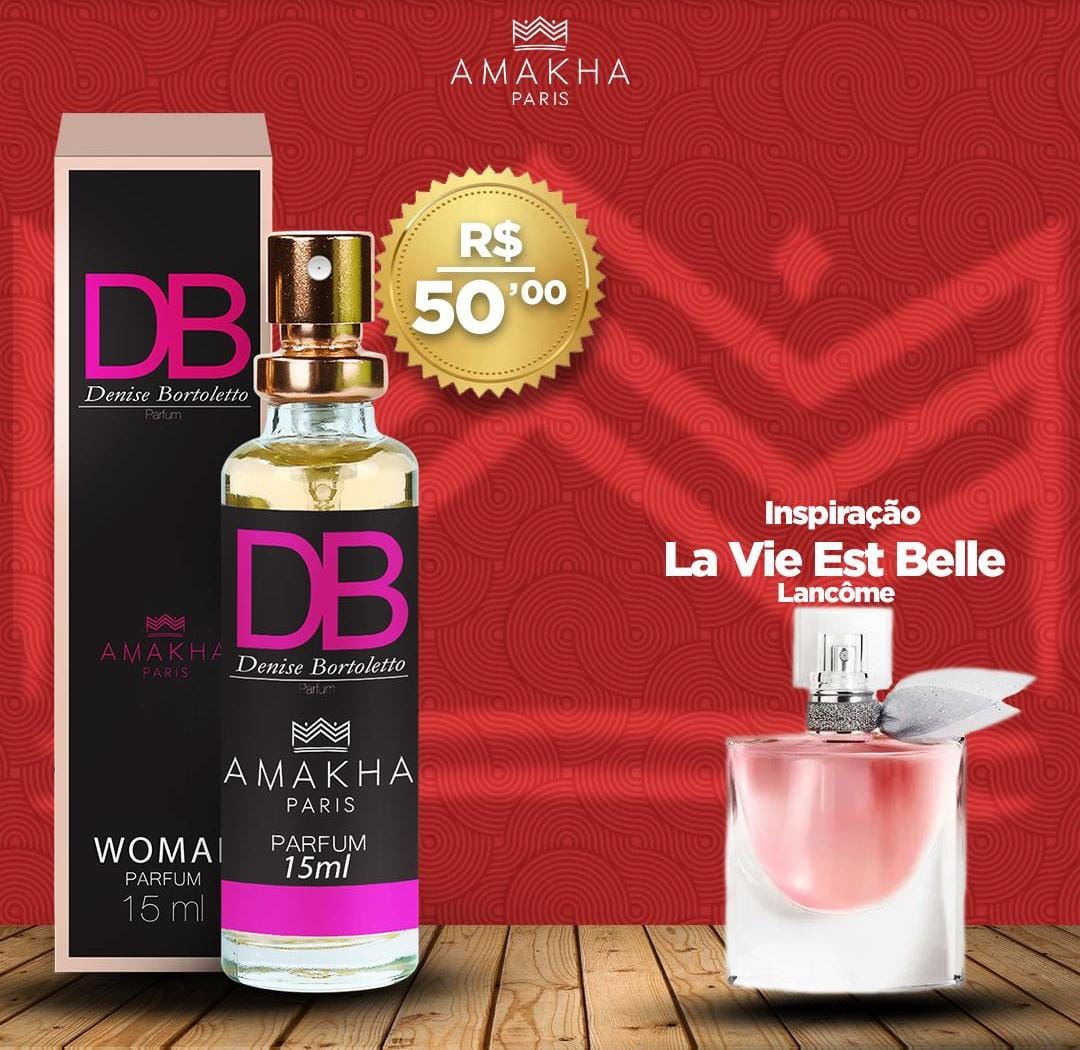 AMAKHA
PARIS
R$
50,00
DB
Denise Bortoletto
Parfum
AMAKHA
PARIS
WOMAN
PARFUM
15 ml
DB
Denise Bortoletto
Parfum
AMAKHA
PARIS
PARFUM
15ml
Inspiração
La Vie Est Belle
Lancôme